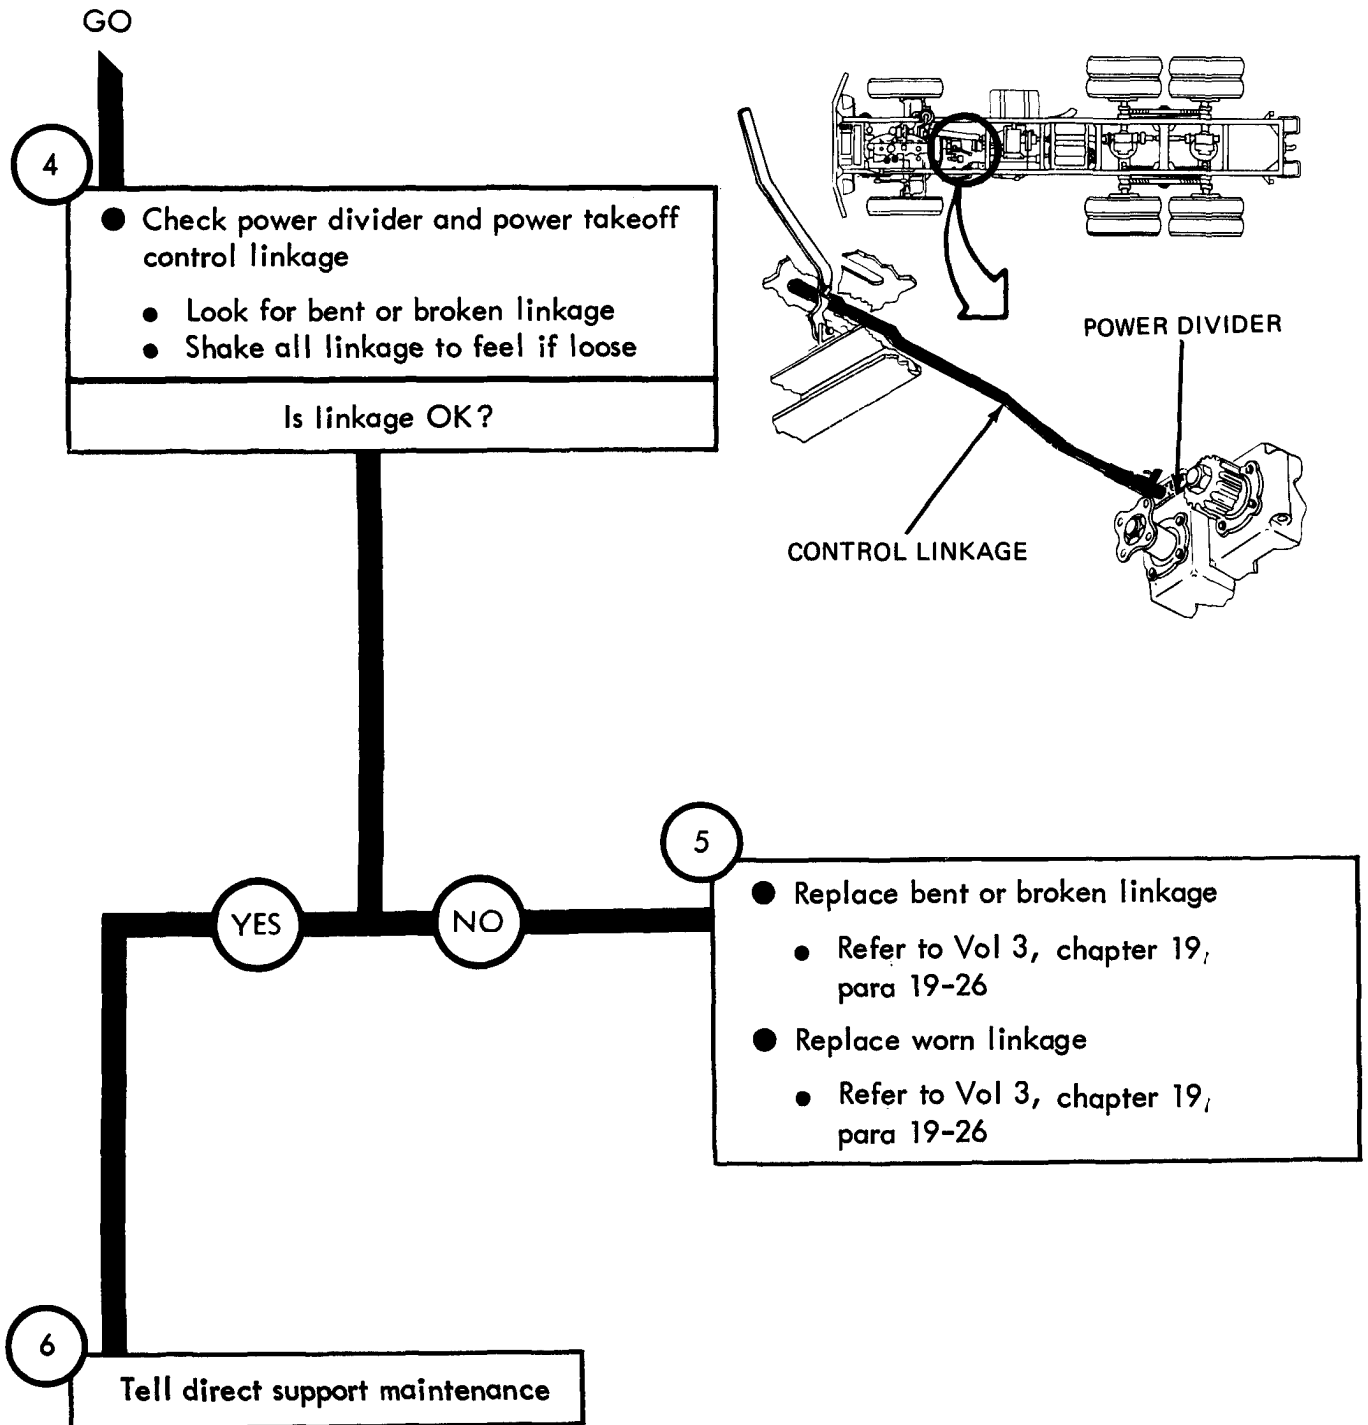 GO
4
● Check power divider and power takeoff
control linkage
● Look for bent or broken linkage
● Shake all linkage to feel if loose
Is linkage OK?
POWER DIVIDER
CONTROL LINKAGE
YES
NO
5
● Replace bent or broken linkage
● Refer to Vol 3, chapter 19,
para 19-26
● Replace worn linkage
● Refer to Vol 3, chapter 19,
para 19-26
6
Tell direct support maintenance